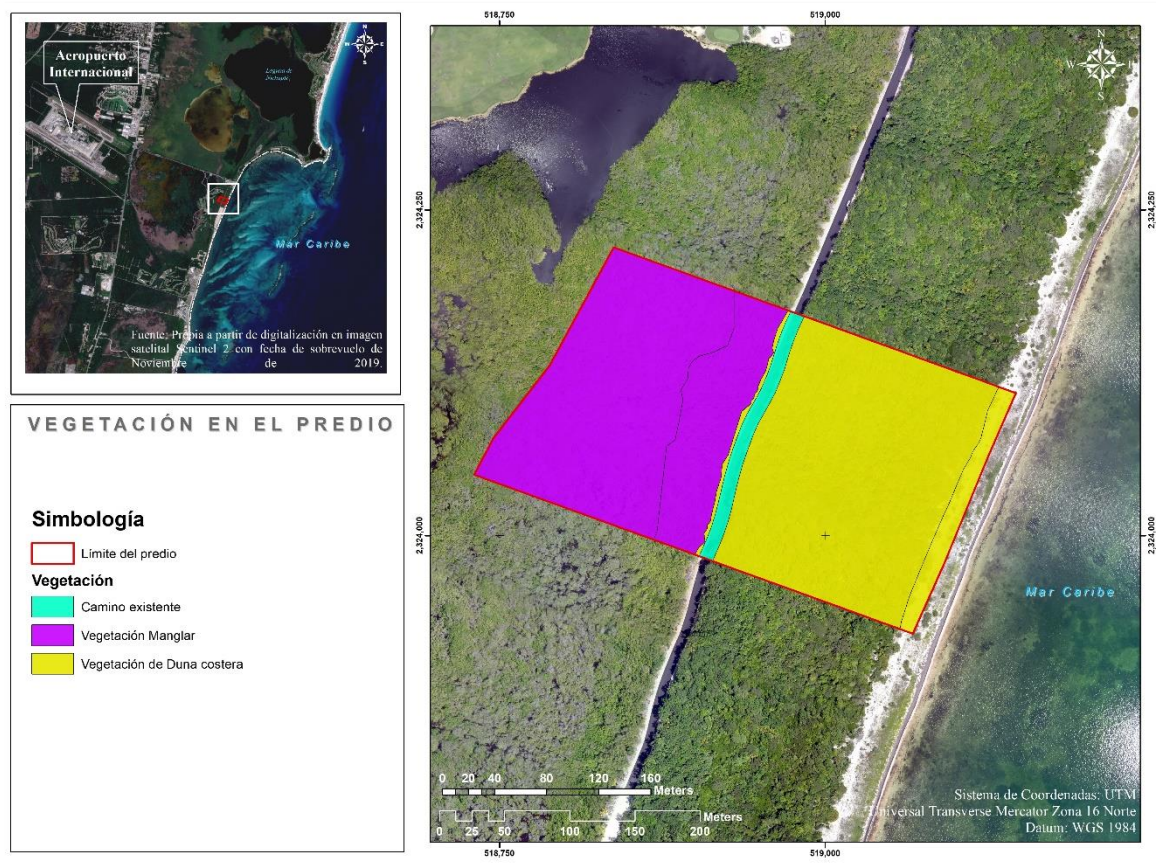 Aeropuerto
Internacional
N
W E
S
Laguna de
Nichupté
Mar Caribe
Fuente: Propia a partir de digitalización en imagen
satelital Sentinel 2 con fecha de sobrevuelo de
Noviembre de 2019.
VEGETACIÓN EN EL PREDIO
Simbología
Límite del predio
Vegetación
Camino existente
Vegetación Manglar
Vegetación de Duna costera
518,750 519,000
N
W E
S
2,324,250 2,324,250
2,324,000 2,324,000
Mar Caribe
0 20 40 80 120 160
Meters
Meters
0 25 50 100 150 200
Sistema de Coordenadas: UTM
Universal Transverse Mercator Zona 16 Norte
Datum: WGS 1984
518,750 519,000